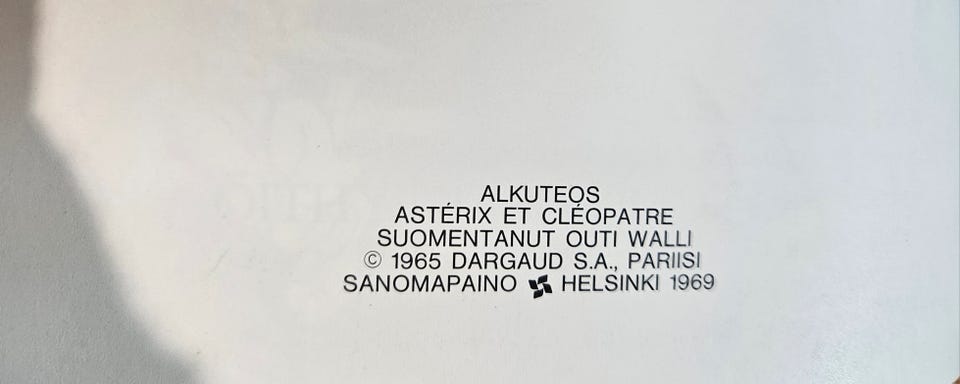 ALKUTEOS
ASTÉRIX ET CLÉOPATRE
SUOMENTANUT OUTI WALLI
© 1965 DARGAUD S.A., PARIISI
SANOMAPAINO HELSINKI 1969